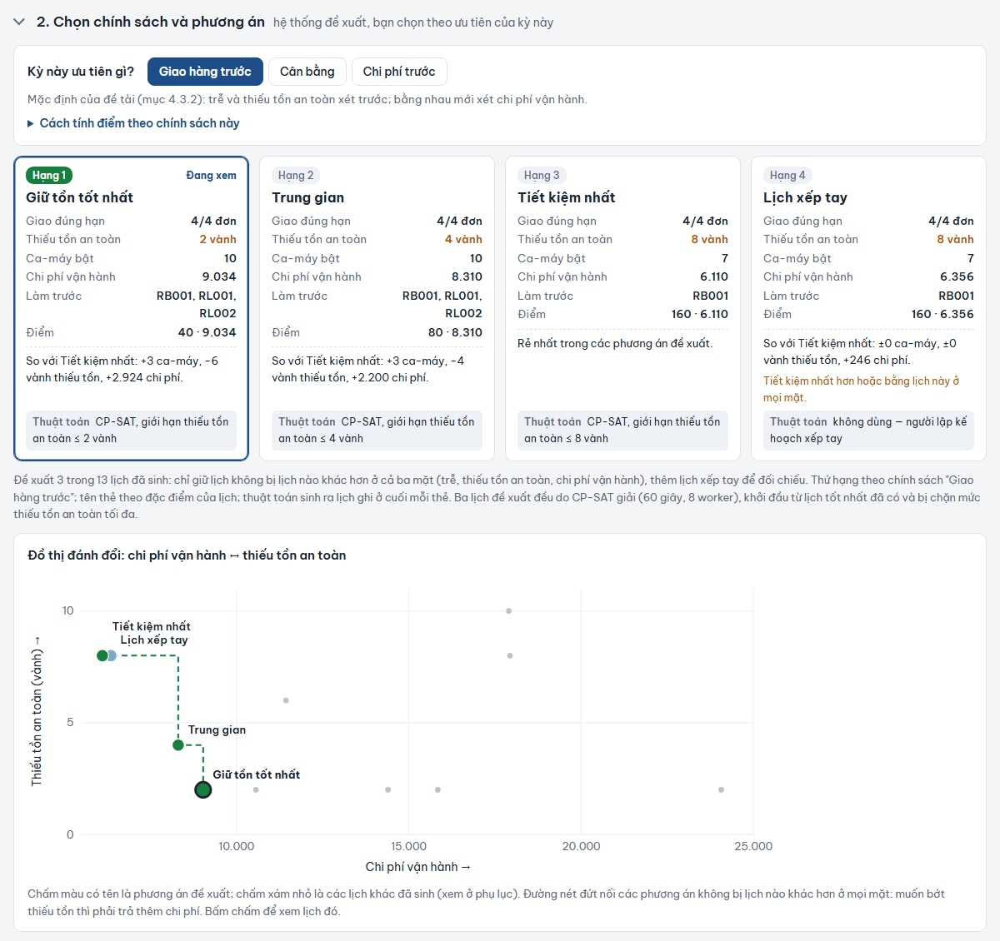 2. Chọn chính sách và phương án hệ thống đề xuất, bạn chọn theo ưu tiên của kỳ này
Kỳ này ưu tiên gì? Giao hàng trước Cân bằng Chi phí trước
Mặc định của đề tài (mục 4.3.2): trễ và thiếu tồn an toàn xét trước; bằng nhau mới xét chi phí vận hành.
▶ Cách tính điểm theo chính sách này
Hạng 1 Đang xem
Giữ tồn tốt nhất
Giao đúng hạn 4/4 đơn
Thiếu tồn an toàn 2 vành
Ca-máy bật 10
Chi phí vận hành 9.034
Làm trước RB001, RL001,
RL002
Điểm 40 · 9.034
So với Tiết kiệm nhất: +3 ca-máy, −6
vành thiếu tồn, +2.924 chi phí.
Thuật toán CP-SAT, giới hạn thiếu tồn
an toàn ≤ 2 vành
Hạng 2
Trung gian
Giao đúng hạn 4/4 đơn
Thiếu tồn an toàn 4 vành
Ca-máy bật 10
Chi phí vận hành 8.310
Làm trước RB001, RL001,
RL002
Điểm 80 · 8.310
So với Tiết kiệm nhất: +3 ca-máy, −4
vành thiếu tồn, +2.200 chi phí.
Thuật toán CP-SAT, giới hạn thiếu tồn
an toàn ≤ 4 vành
Hạng 3
Tiết kiệm nhất
Giao đúng hạn 4/4 đơn
Thiếu tồn an toàn 8 vành
Ca-máy bật 7
Chi phí vận hành 6.110
Làm trước RB001
Điểm 160 · 6.110
Rẻ nhất trong các phương án đề xuất.
Thuật toán CP-SAT, giới hạn thiếu tồn
an toàn ≤ 8 vành
Hạng 4
Lịch xếp tay
Giao đúng hạn 4/4 đơn
Thiếu tồn an toàn 8 vành
Ca-máy bật 7
Chi phí vận hành 6.356
Làm trước RB001
Điểm 160 · 6.356
So với Tiết kiệm nhất: ±0 ca-máy, ±0
vành thiếu tồn, +246 chi phí.
Tiết kiệm nhất hơn hoặc bằng lịch này ở
mọi mặt.
Thuật toán không dùng — người lập kế
hoạch xếp tay
Đề xuất 3 trong 13 lịch đã sinh: chỉ giữ lịch không bị lịch nào khác hơn ở cả ba mặt (trễ, thiếu tồn an toàn, chi phí vận hành), thêm lịch xếp tay để đối chiếu. Thứ hạng theo chính sách "Giao
hàng trước"; tên thẻ theo đặc điểm của lịch; thuật toán sinh ra lịch ghi ở cuối mỗi thẻ. Ba lịch đề xuất đều do CP-SAT giải (60 giây, 8 worker), khởi đầu từ lịch tốt nhất đã có và bị chặn mức
thiếu tồn an toàn tối đa.
Đồ thị đánh đổi: chi phí vận hành ↔ thiếu tồn an toàn
Thiếu tồn an toàn (vành) →
10
5
0
Tiết kiệm nhất
Lịch xếp tay
Trung gian
Giữ tồn tốt nhất
10.000 15.000 20.000 25.000
Chi phí vận hành →
Chấm màu có tên là phương án đề xuất; chấm xám nhỏ là các lịch khác đã sinh (xem ở phụ lục). Đường nét đứt nối các phương án không bị lịch nào khác hơn ở mọi mặt: muốn bớt
thiếu tồn thì phải trả thêm chi phí. Bấm chấm để xem lịch đó.